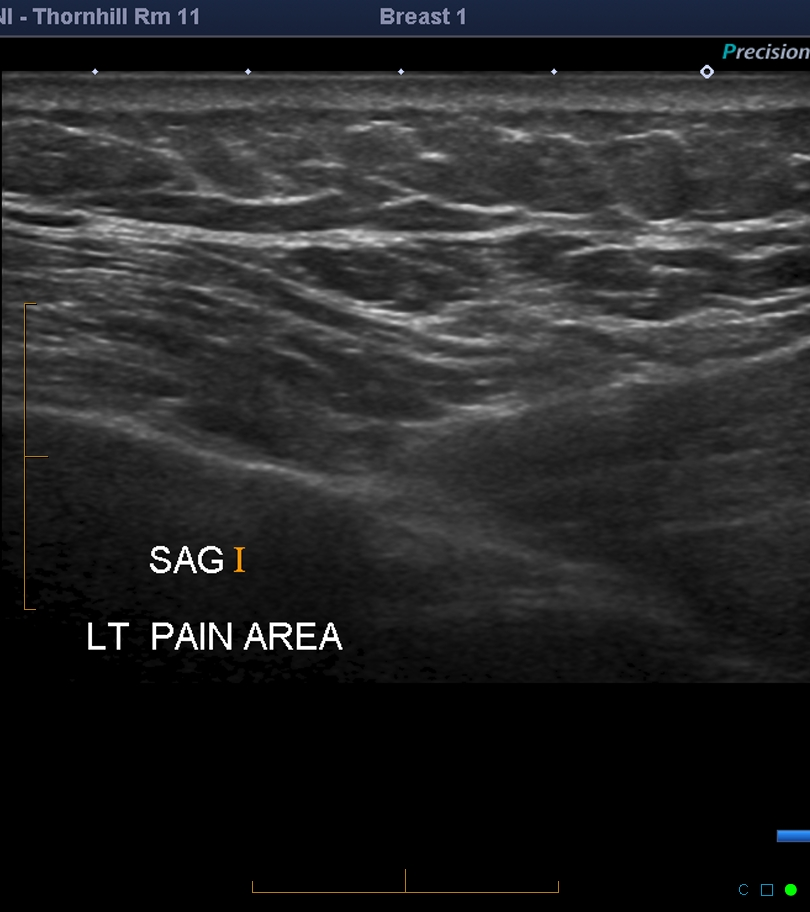 NI - Thornhill Rm 11
Breast 1
Precision
SAG
LT PAIN AREA